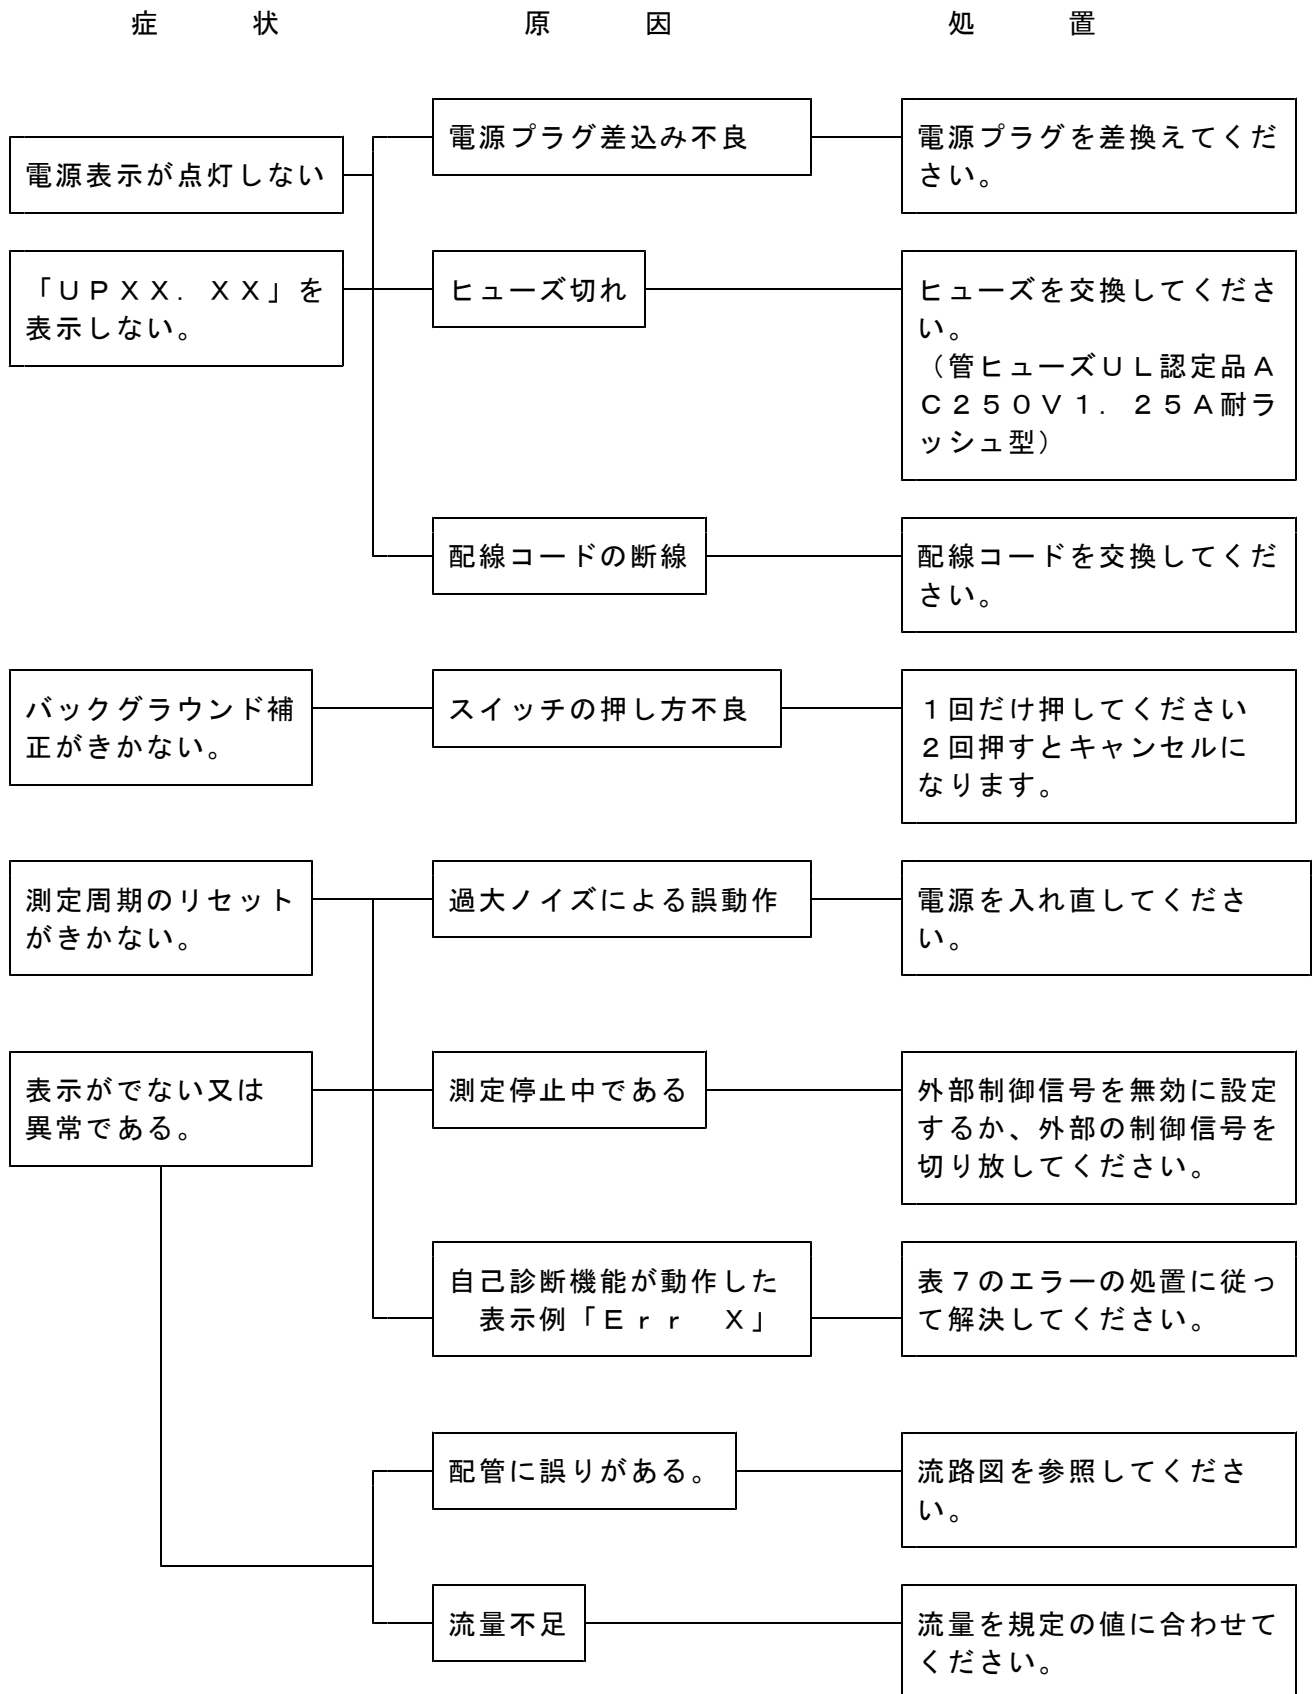 症　　　状　　　　　　　　原　　　因　　　　　　　　処　　　置
電源表示が点灯しない
電源プラグ差込み不良
電源プラグを差換えてくだ
さい。
「ＵＰＸＸ．ＸＸ」を
表示しない。
ヒューズ切れ
ヒューズを交換してくださ
い。
（管ヒューズＵＬ認定品Ａ
Ｃ２５０Ｖ１．２５Ａ耐ラ
ッシュ型）
配線コードの断線
配線コードを交換してくだ
さい。
バックグラウンド補
正がきかない。
スイッチの押し方不良
１回だけ押してください
２回押すとキャンセルに
なります。
測定周期のリセット
がきかない。
過大ノイズによる誤動作
電源を入れ直してくださ
い。
表示がでない又は
異常である。
測定停止中である
外部制御信号を無効に設定
するか、外部の制御信号を
切り放してください。
自己診断機能が動作した
表示例「Ｅｒｒ　Ｘ」
表７のエラーの処置に従っ
て解決してください。
配管に誤りがある。
流路図を参照してくださ
い。
流量不足
流量を規定の値に合わせて
ください。